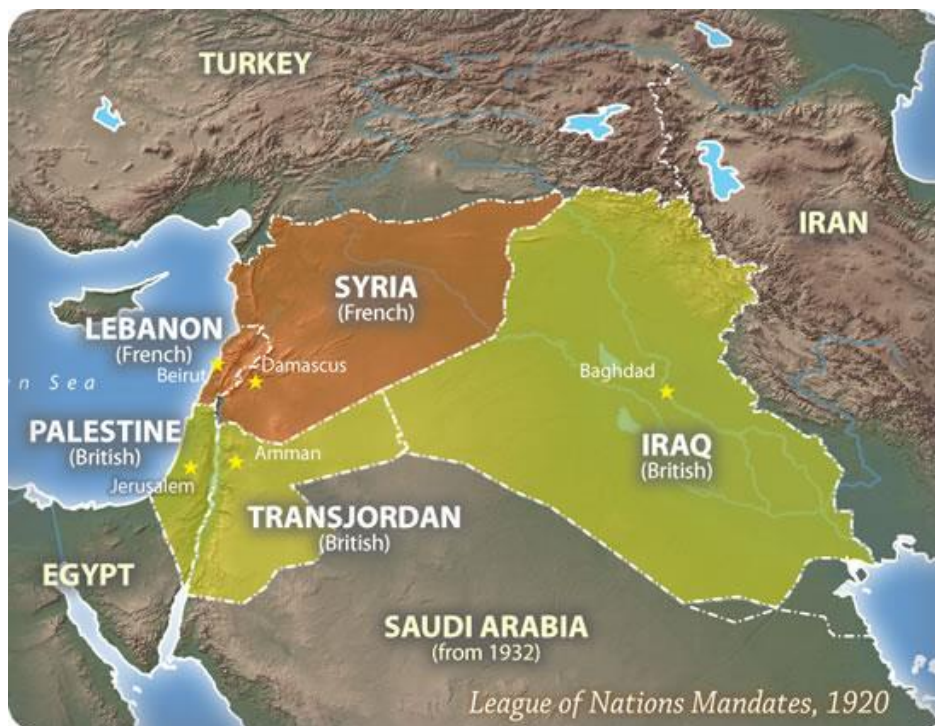 TURKEY
IRAN
SYRIA
(French)
LEBANON
(French)
Beirut
Damascus
Baghdad
en Sea
PALESTINE
(British)
Jerusalem
Amman
IRAQ
(British)
TRANSJORDAN
(British)
EGYPT
SAUDI ARABIA
(from 1932)
League of Nations Mandates, 1920